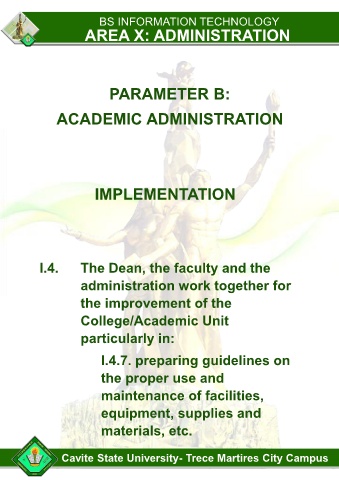 BS INFORMATION TECHNOLOGY
AREA X: ADMINISTRATION
PARAMETER B:
ACADEMIC ADMINISTRATION
IMPLEMENTATION
I.4. The Dean, the faculty and the
administration work together for
the improvement of the
College/Academic Unit
particularly in:
I.4.7. preparing guidelines on
the proper use and
maintenance of facilities,
equipment, supplies and
materials, etc.
Cavite State University- Trece Martires City Campus